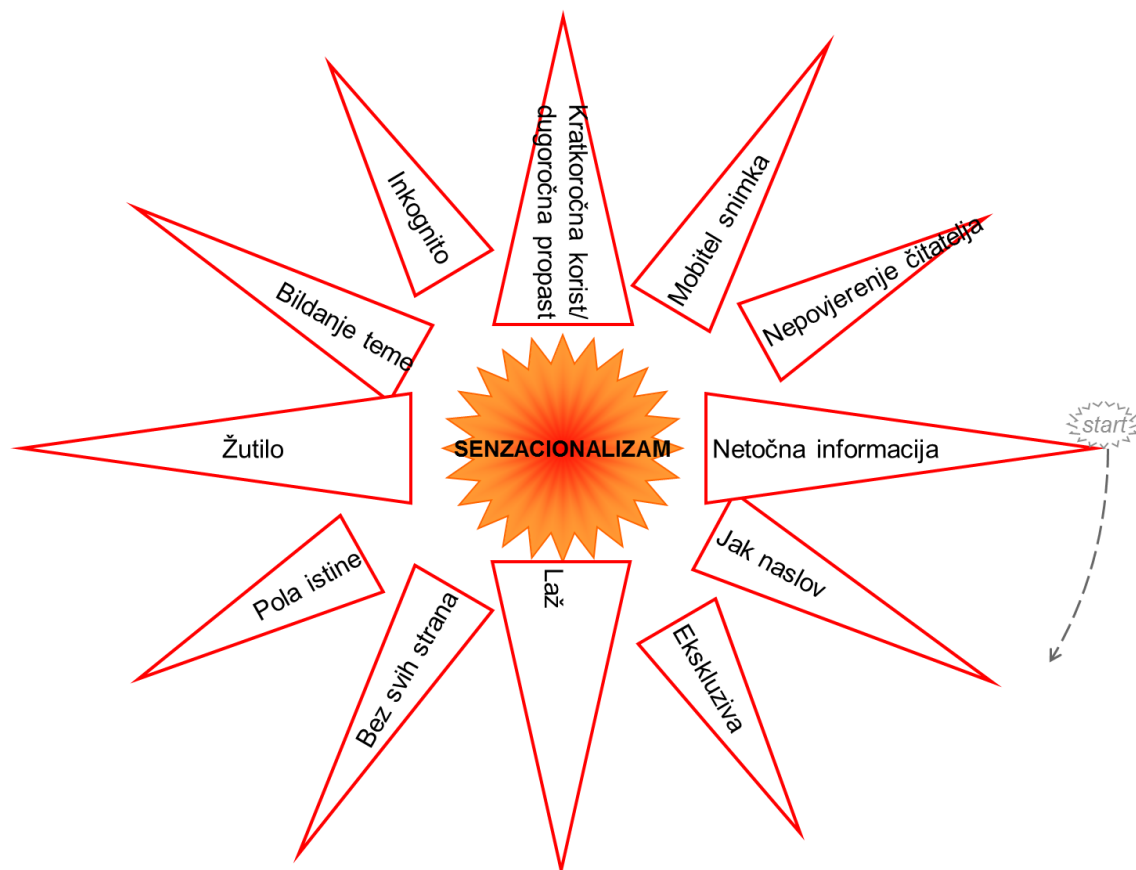 Kratkoročna korist/
dugoročna propast
Inkognito
Mobitel snimka
Nepovjerenje čitatelja
Bildanje teme
Žutilo
SENZACIONALIZAM
Netočna informacija
start
Jak naslov
Pola istine
Bez svih strana
Laž
Ekskluziva